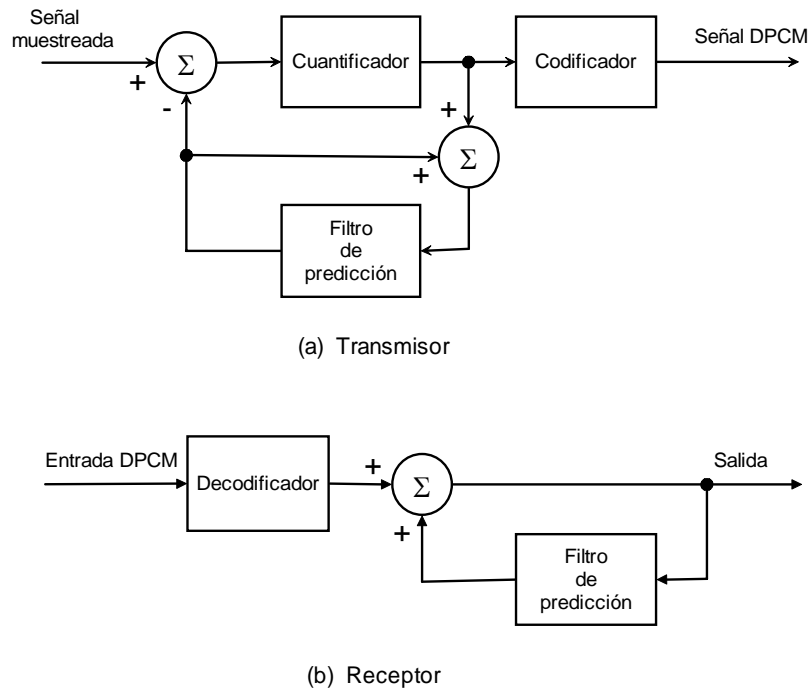 Señal
muestreada
Σ
Cuantificador
Codificador
Señal DPCM
+
-
+
+
Σ
Filtro
de
predicción
(a) Transmisor
Entrada DPCM
Decodificador
+
Σ
+
Salida
Filtro
de
predicción
(b) Receptor